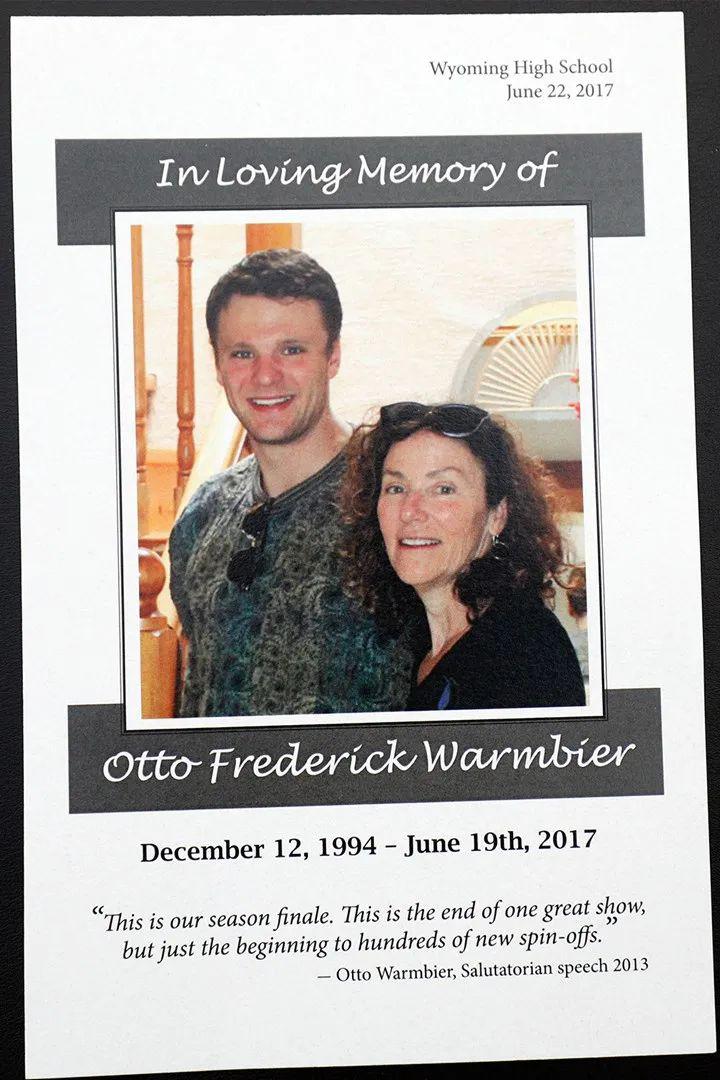 Wyoming High School
June 22, 2017
In Loving Memory of
Otto Frederick Warmbier
December 12, 1994 – June 19th, 2017
“This is our season finale. This is the end of one great show,
but just the beginning to hundreds of new spin-offs.”
— Otto Warmbier, Salutatorian speech 2013